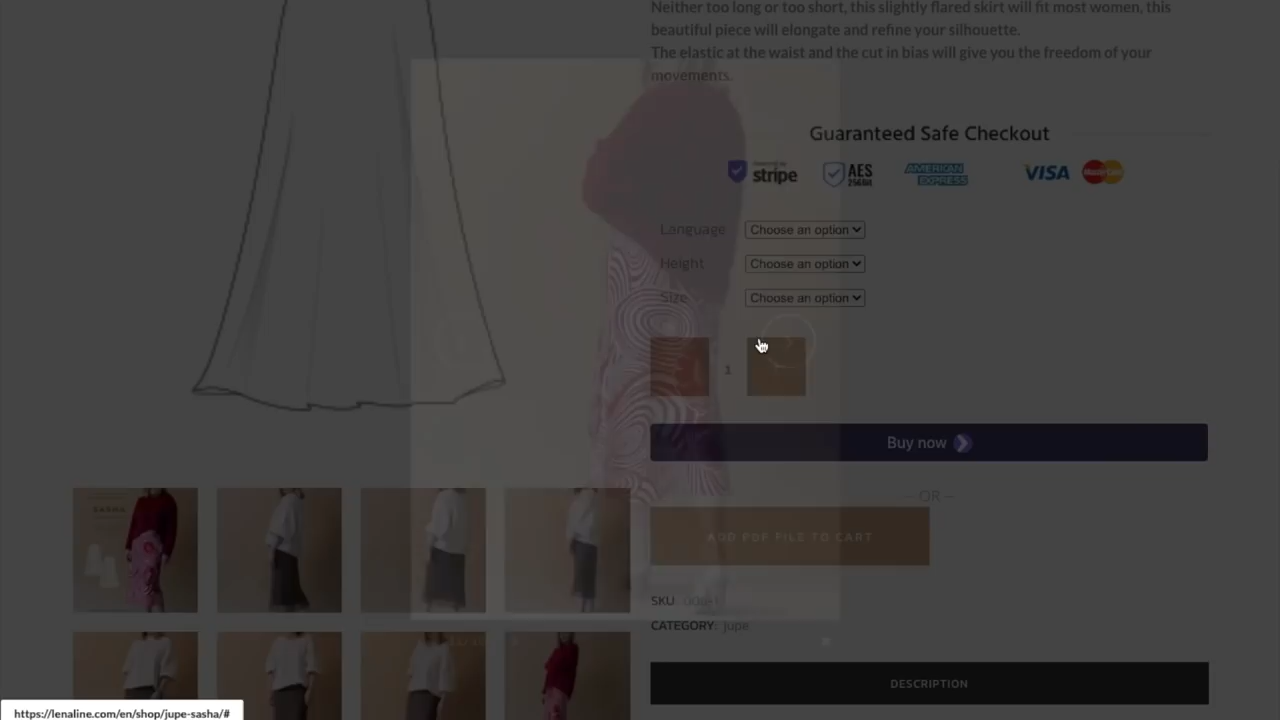 Neither too long or too short, this slightly flared skirt will fit most women, this
beautiful piece will elongate and refine your silhouette.
The elastic at the waist and the cut in bias will give you the freedom of your
movements.
Guaranteed Safe Checkout
stripe
AES
256Bit
AMERICAN
EXPRESS
VISA
MasterCard
Language Choose an option
Height Choose an option
Size Choose an option
1
Buy now
— OR —
ADD PDF FILE TO CART
SASHA
SKU:
CATEGORY: Jupe
DESCRIPTION
https://lenaline.com/en/shop/jupe-sasha/#